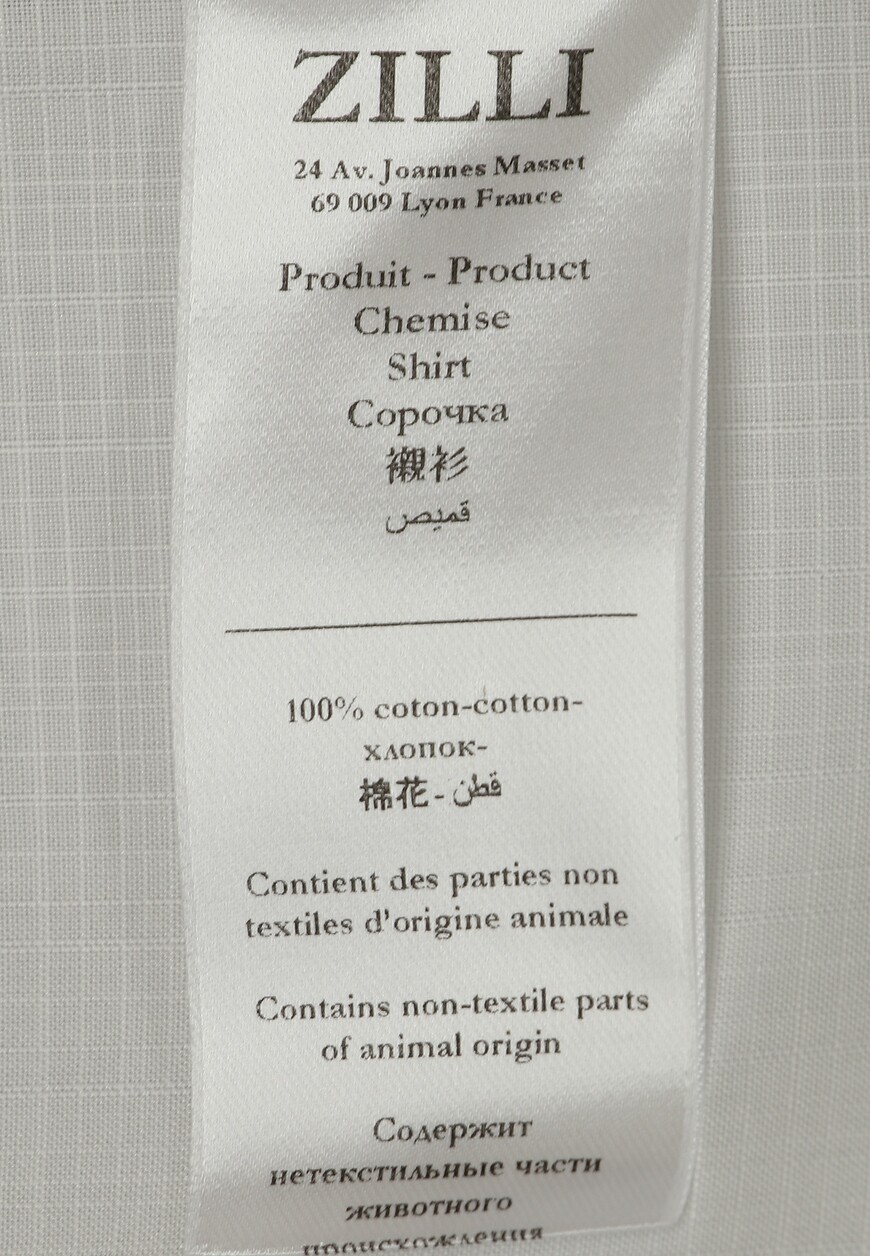 ZILLI
24 Av. Joannes Masset
69 009 Lyon France
Produit - Product
Chemise
Shirt
Сорочка
襯衫
قميص
100% coton-cotton-
хлопок-
棉花-قطن
Contient des parties non
textiles d'origine animale
Contains non-textile parts
of animal origin
Содержит
нетекстильные части
животного
происхождения